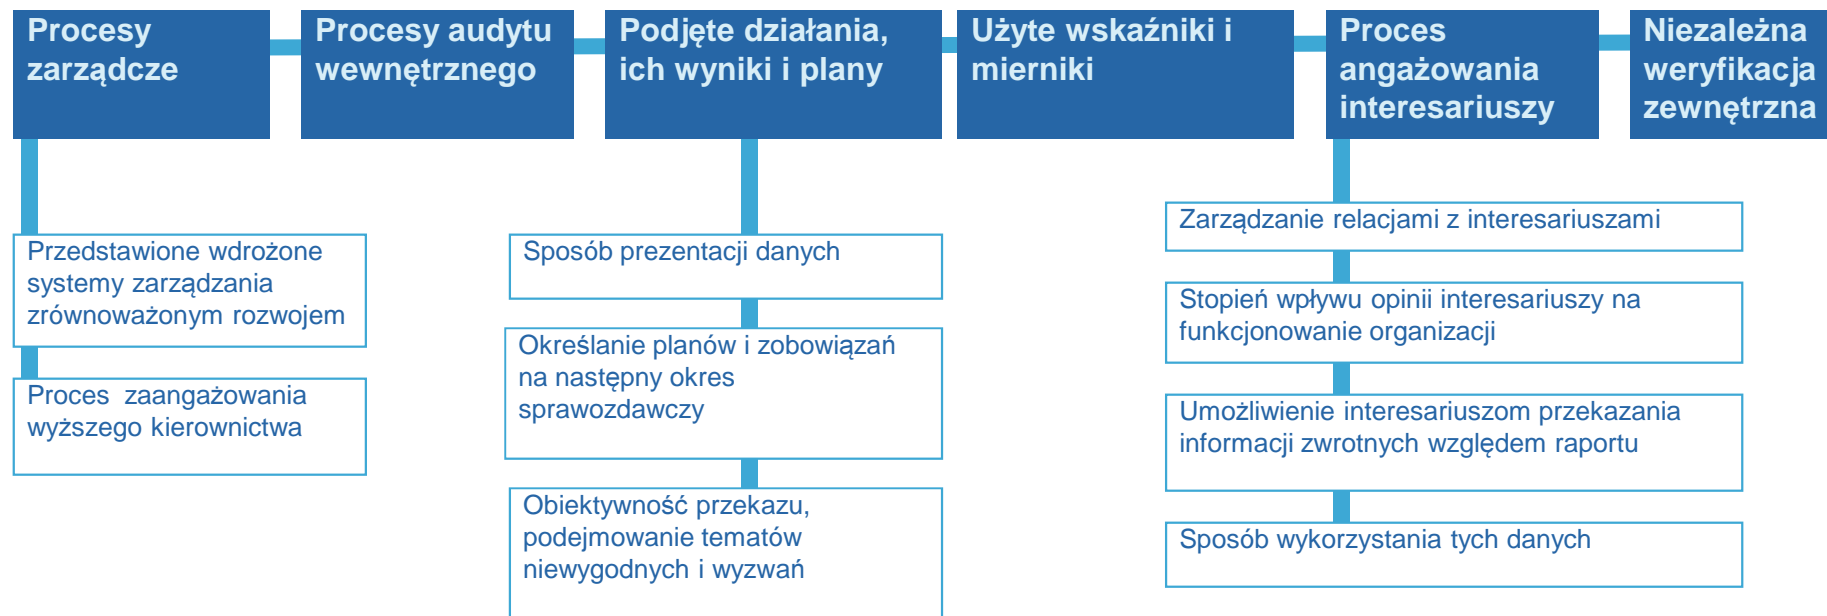 Procesy
zarządcze
Procesy audytu
wewnętrznego
Podjęte działania,
ich wyniki i plany
Użyte wskaźniki i
mierniki
Proces
angażowania
interesariuszy
Niezależna
weryfikacja
zewnętrzna
Przedstawione wdrożone
systemy zarządzania
zrównoważonym rozwojem
Proces zaangażowania
wyższego kierownictwa
Sposób prezentacji danych
Określanie planów i zobowiązań
na następny okres
sprawozdawczy
Obiektywność przekazu,
podejmowanie tematów
niewygodnych i wyzwań
Zarządzanie relacjami z interesariuszami
Stopień wpływu opinii interesariuszy na
funkcjonowanie organizacji
Umożliwienie interesariuszom przekazania
informacji zwrotnych względem raportu
Sposób wykorzystania tych danych